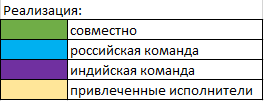 Реализация:
совместно
российская команда
индийская команда
привлеченные исполнители